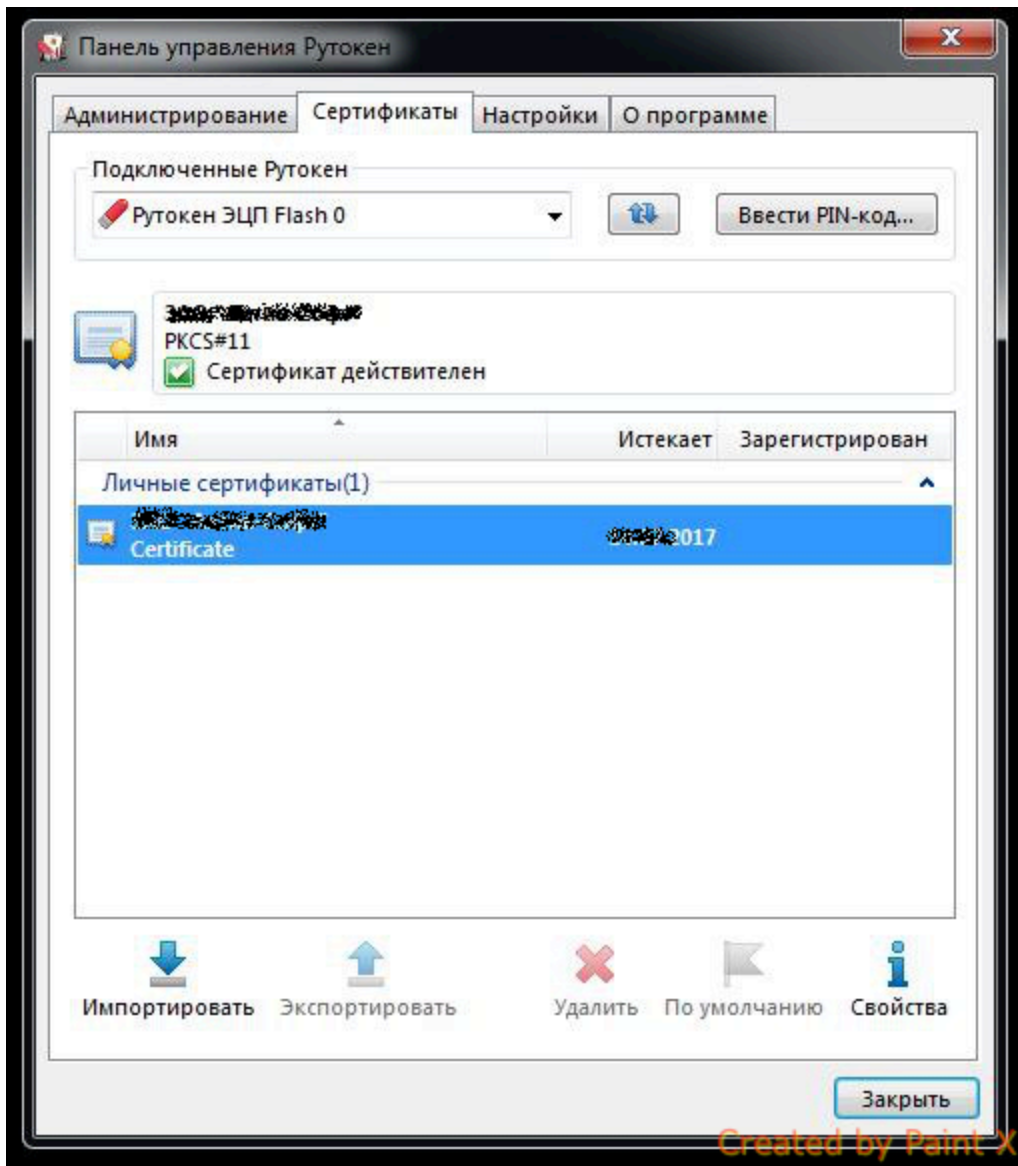 Панель управления Рутокен
Администрирование Сертификаты Настройки О программе
Подключенные Рутокен
Рутокен ЭЦП Flash 0 Ввести PIN-код...
PKCS#11
Сертификат действителен
Имя Истекает Зарегистрирован
Личные сертификаты(1)
2017
Certificate
Импортировать Экспортировать Удалить По умолчанию Свойства
Закрыть
Created by Paint X